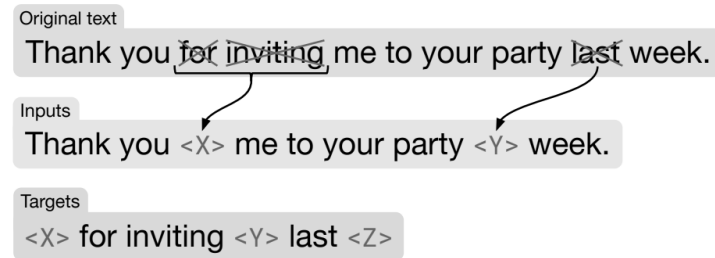 Original text
Thank you for inviting me to your party last week.
Inputs
Thank you <X> me to your party <Y> week.
Targets
<X> for inviting <Y> last <Z>